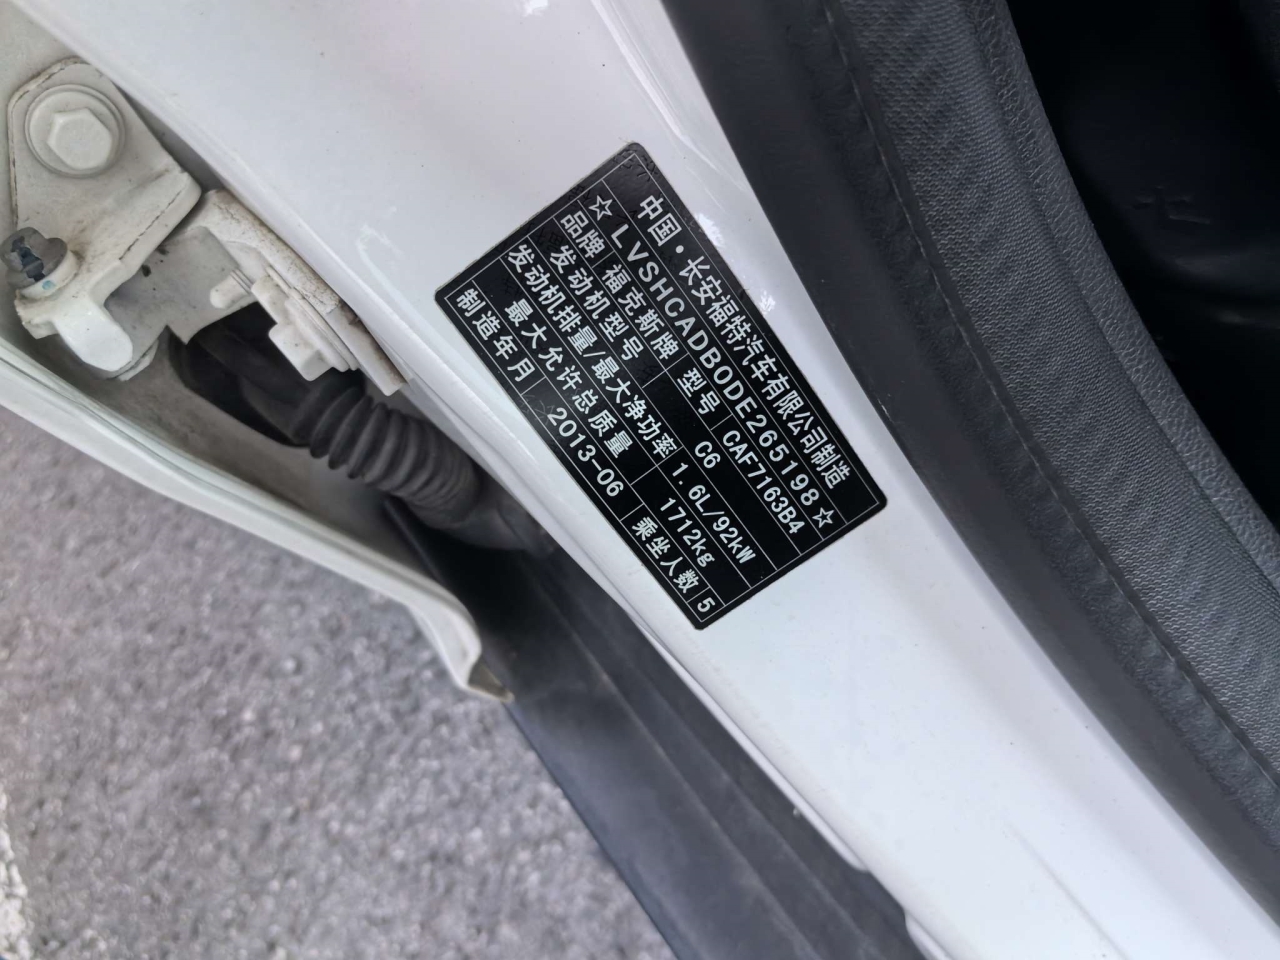 中国·长安福特汽车有限公司制造
☆LVSHCADB0DE265198☆
品牌 福克斯牌 型号 CAF7163B4
发动机型号 C6
发动机排量/最大净功率 1.6L/92kW
最大允许总质量 1712kg
制造年月 2013-06 乘坐人数 5